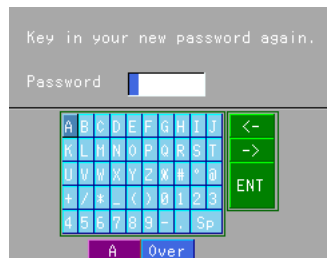 Key in your new password again.
Password
A B C D E F G H I J <-
K L M N O P Q R S T ->
U V W X Y Z & # ° @ ENT
+ / * _ ( ) 0 1 2 3
4 5 6 7 8 9 - . Sp
A Over